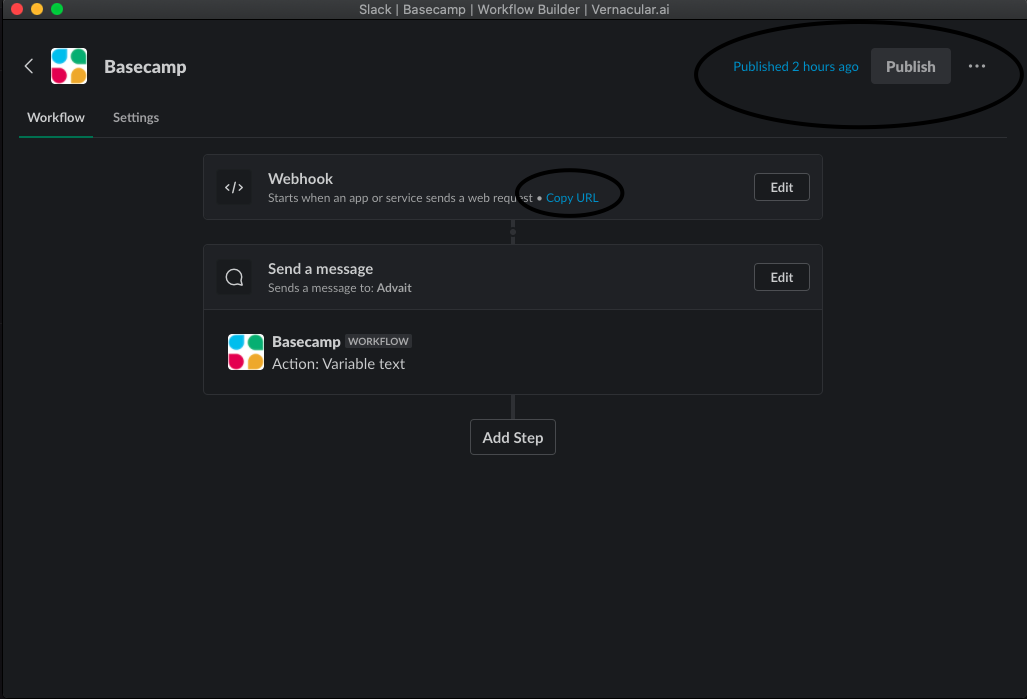 Slack | Basecamp | Workflow Builder | Vernacular.ai
Basecamp
Published 2 hours ago
Publish
Workflow
Settings
Webhook
Starts when an app or service sends a web request • Copy URL
Edit
Send a message
Sends a message to: Advait
Edit
Basecamp WORKFLOW
Action: Variable text
Add Step